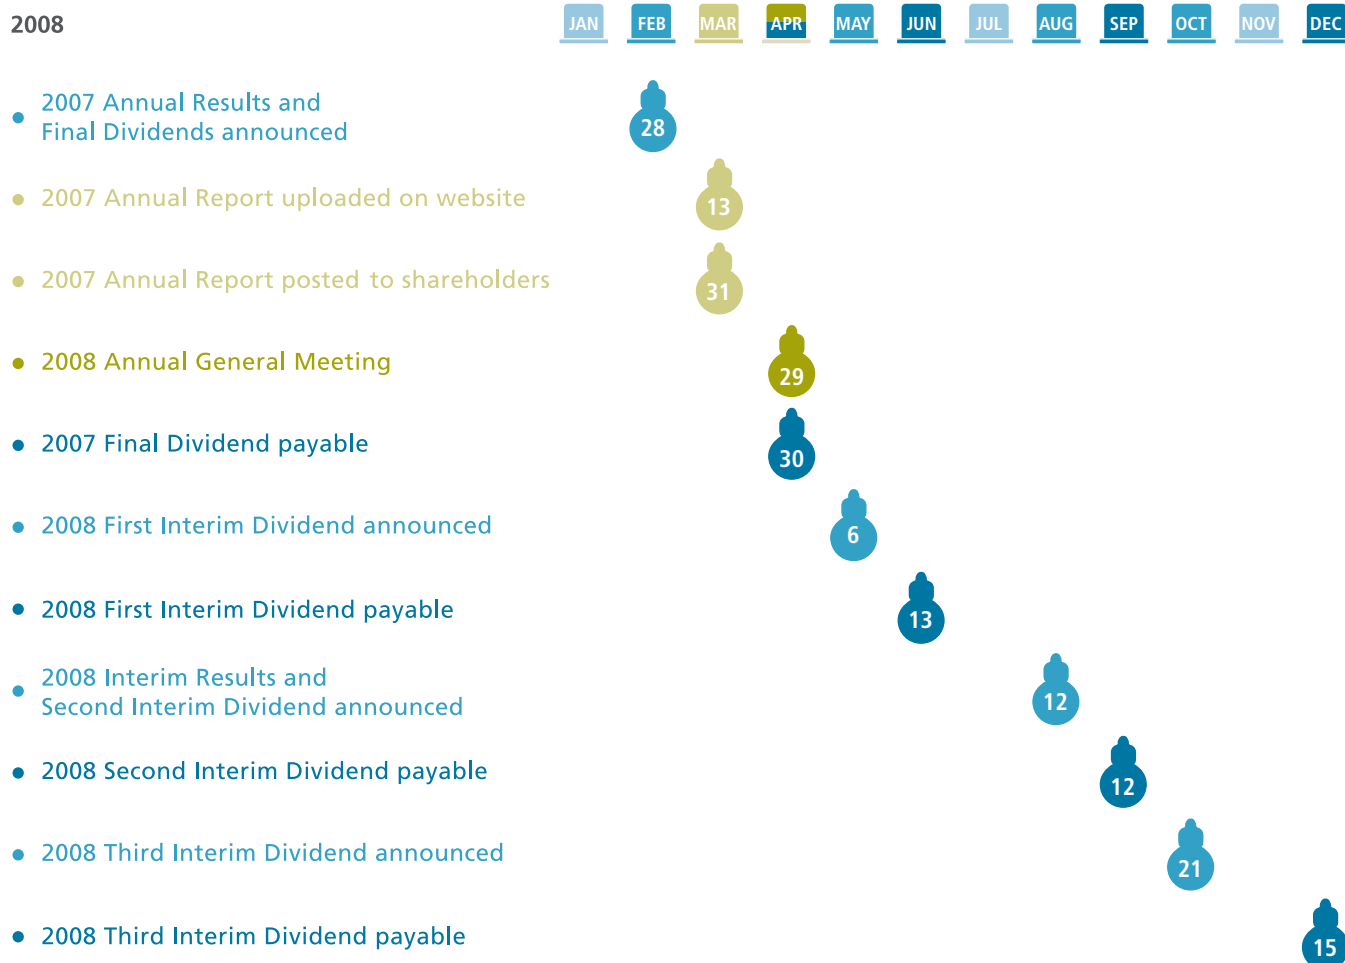 2008 JAN FEB MAR APR MAY JUN JUL AUG SEP OCT NOV DEC
2007 Annual Results and
Final Dividends announced
28
2007 Annual Report uploaded on website
13
2007 Annual Report posted to shareholders
31
2008 Annual General Meeting
29
2007 Final Dividend payable
30
2008 First Interim Dividend announced
6
2008 First Interim Dividend payable
13
2008 Interim Results and
Second Interim Dividend announced
12
2008 Second Interim Dividend payable
12
2008 Third Interim Dividend announced
21
2008 Third Interim Dividend payable
15